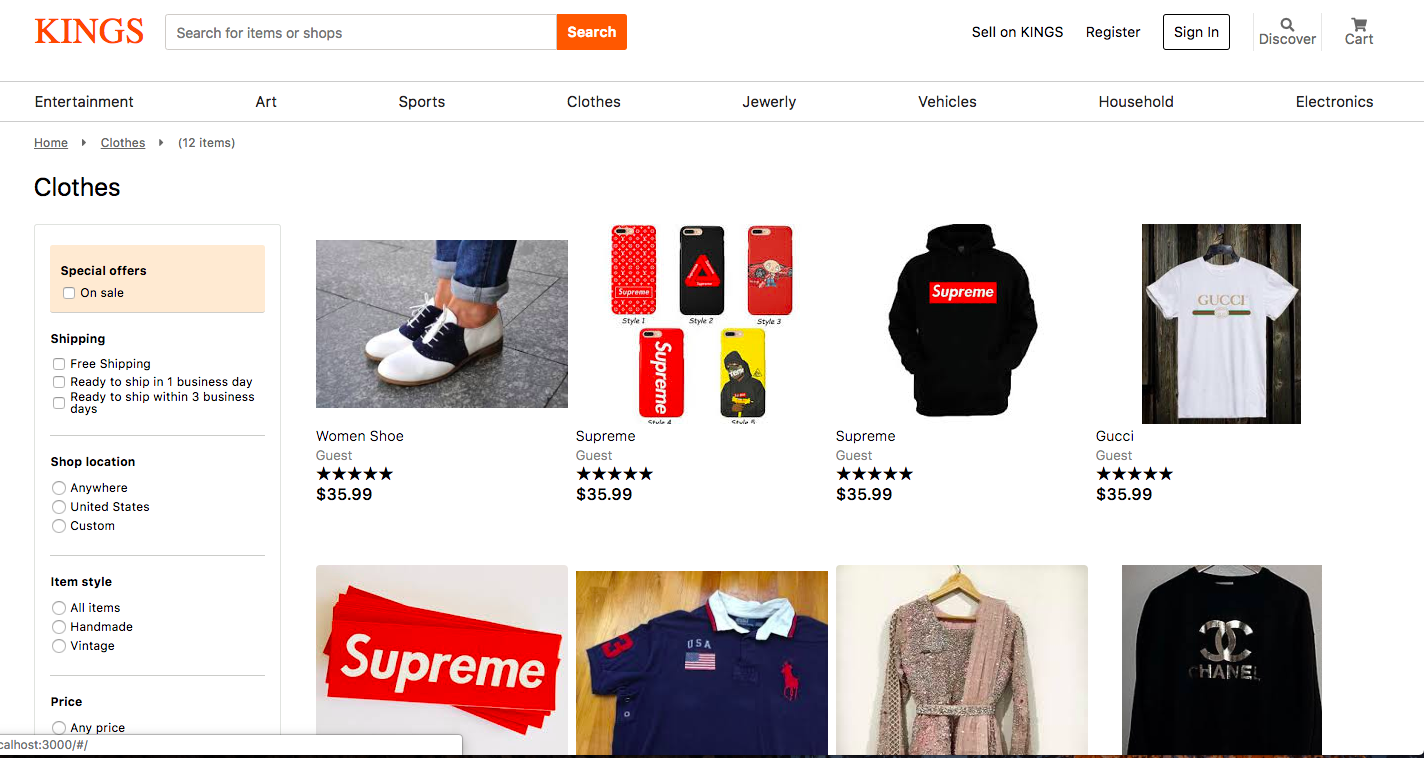 KINGS
Search for items or shops
Search
Sell on KINGS
Register
Sign In
Discover
Cart
Entertainment
Art
Sports
Clothes
Jewerly
Vehicles
Household
Electronics
Home
Clothes
(12 items)
Clothes
Special offers
On sale
Shipping
Free Shipping
Ready to ship in 1 business day
Ready to ship within 3 business
days
Shop location
Anywhere
United States
Custom
Item style
All items
Handmade
Vintage
Price
Any price
Supreme
Style 1
Style 2
Style 3
Supreme
Style 4
Style 5
Supreme
GUCCI
Women Shoe
Guest
★★★★★
$35.99
Supreme
Guest
★★★★★
$35.99
Supreme
Guest
★★★★★
$35.99
Gucci
Guest
★★★★★
$35.99
Supreme
3
USA
CHANEL
calhost:3000/#/